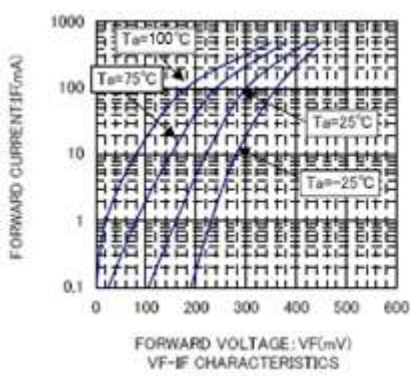 1000
Ta=100℃
Ta=75℃
100
Ta=25℃
10
Ta=-25℃
1
0.1
0 100 200 300 400 500 600
FORWARD CURRENT:IF(mA)
FORWARD VOLTAGE: VF(mV)
VF-IF CHARACTERISTICS